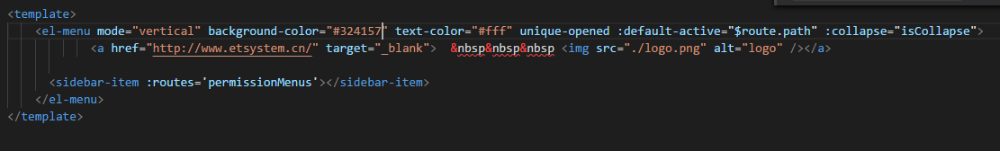 <template>
<el-menu mode="vertical" background-color="#324157" text-color="#fff" unique-opened :default-active="$route.path" :collapse="isCollapse">
<a href="http://www.etsystem.cn/" target="_blank">  &nbsp&nbsp&nbsp <img src="./logo.png" alt="logo" /></a>
<sidebar-item :routes='permissionMenus'></sidebar-item>
</el-menu>
</template>